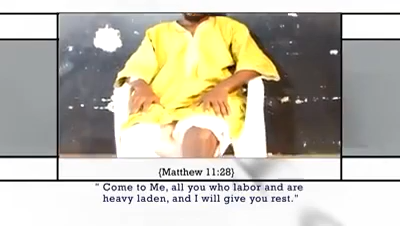 {Matthew 11:28}
" Come to Me, all you who labor and are
heavy laden, and I will give you rest."